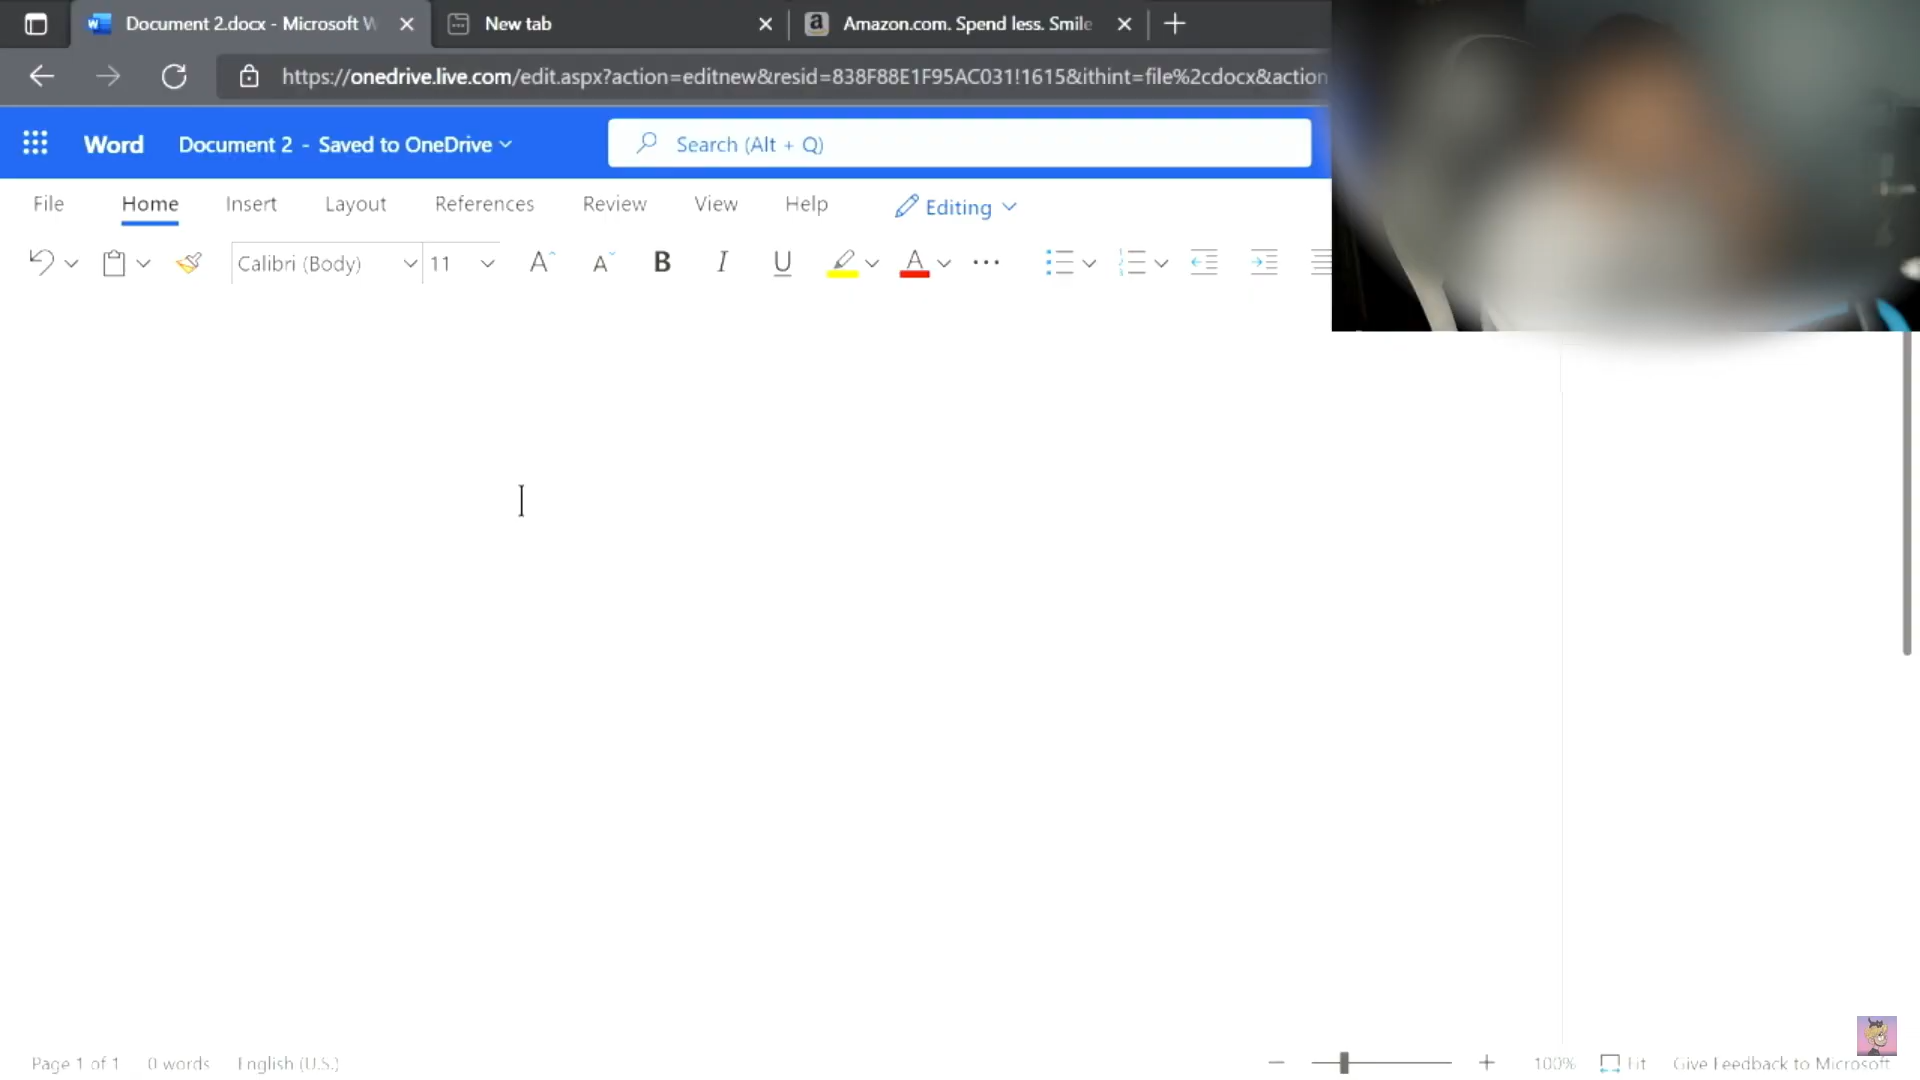 Document 2.docx - Microsoft W
New tab
Amazon.com. Spend less. Smile
https://onedrive.live.com/edit.aspx?action=editnew&resid=838F88E1F95AC031!1615&ithint=file%2cdocx&action
Word Document 2 - Saved to OneDrive
Search (Alt + Q)
File Home Insert Layout References Review View Help Editing
Calibri (Body) 11 A A B I U A
Page 1 of 1 0 words English (U.S.) 100% Fit Give Feedback to Microsoft